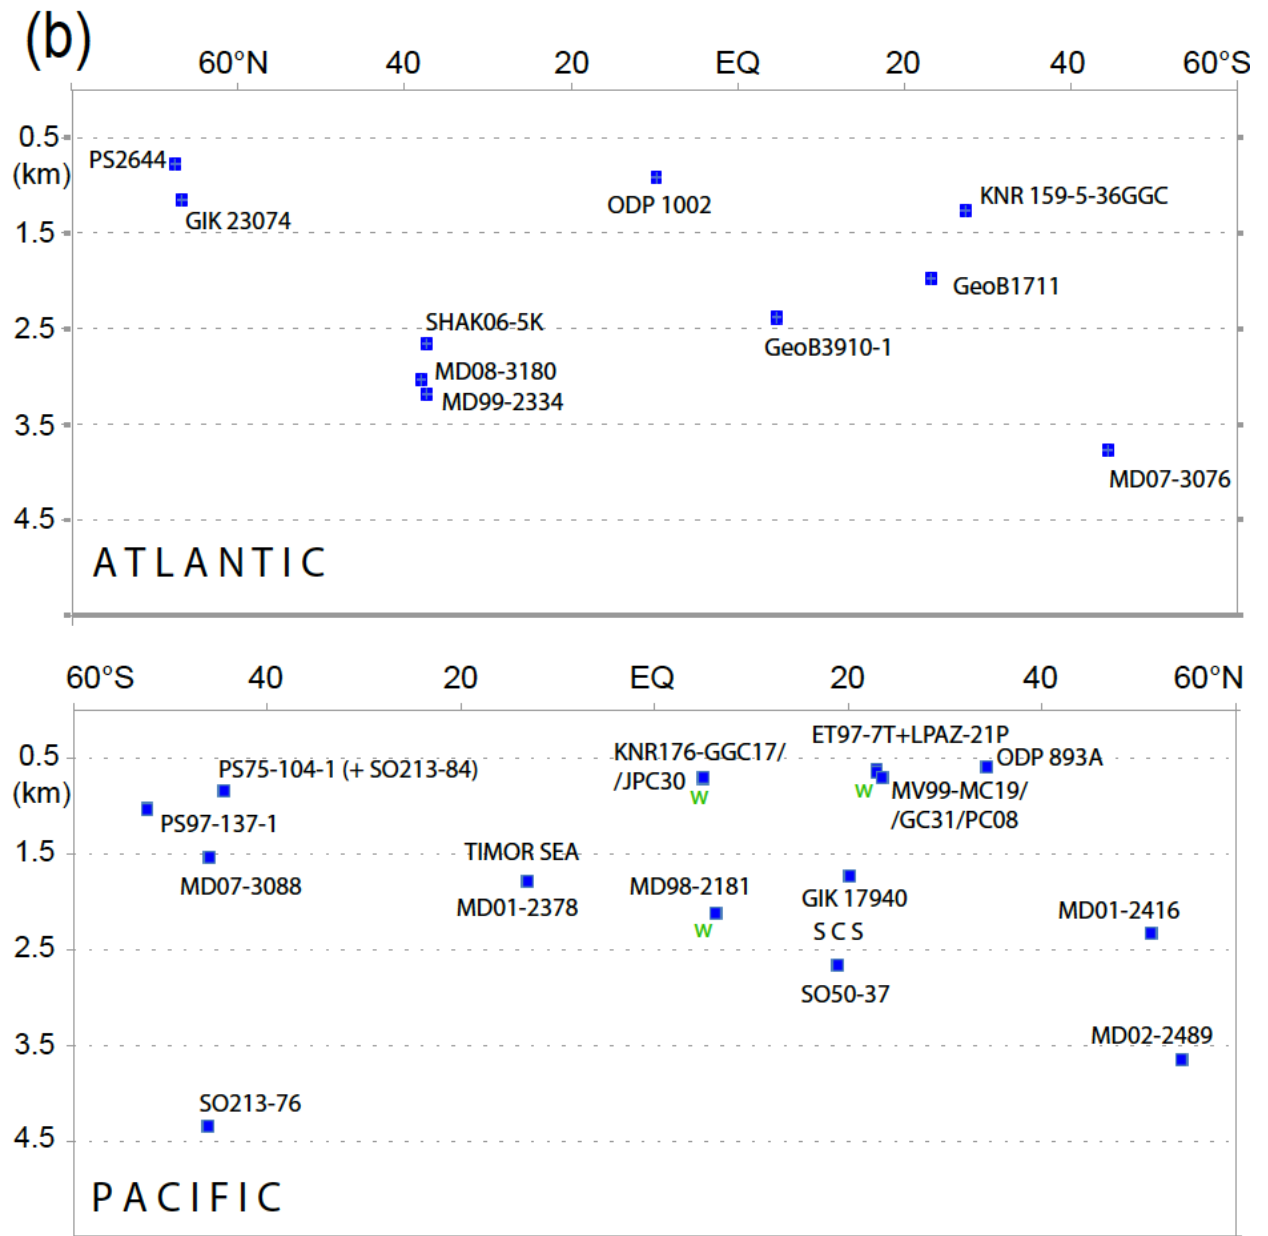 (b)
60°N 40 20 EQ 20 40 60°S
0.5
(km)
PS2644
GIK 23074
ODP 1002
KNR 159-5-36GGC
1.5
GeoB1711
SHAK06-5K
2.5
GeoB3910-1
MD08-3180
MD99-2334
3.5
MD07-3076
4.5
ATLANTIC
60°S 40 20 EQ 20 40 60°N
0.5
(km)
PS75-104-1 (+ SO213-84)
KNR176-GGC17/
/JPC30
w
ET97-7T+LPAZ-21P
ODP 893A
w
MV99-MC19/
/GC31/PC08
PS97-137-1
1.5
MD07-3088
TIMOR SEA
MD01-2378
MD98-2181
w
GIK 17940
S C S
MD01-2416
2.5
SO50-37
3.5
MD02-2489
SO213-76
4.5
PACIFIC